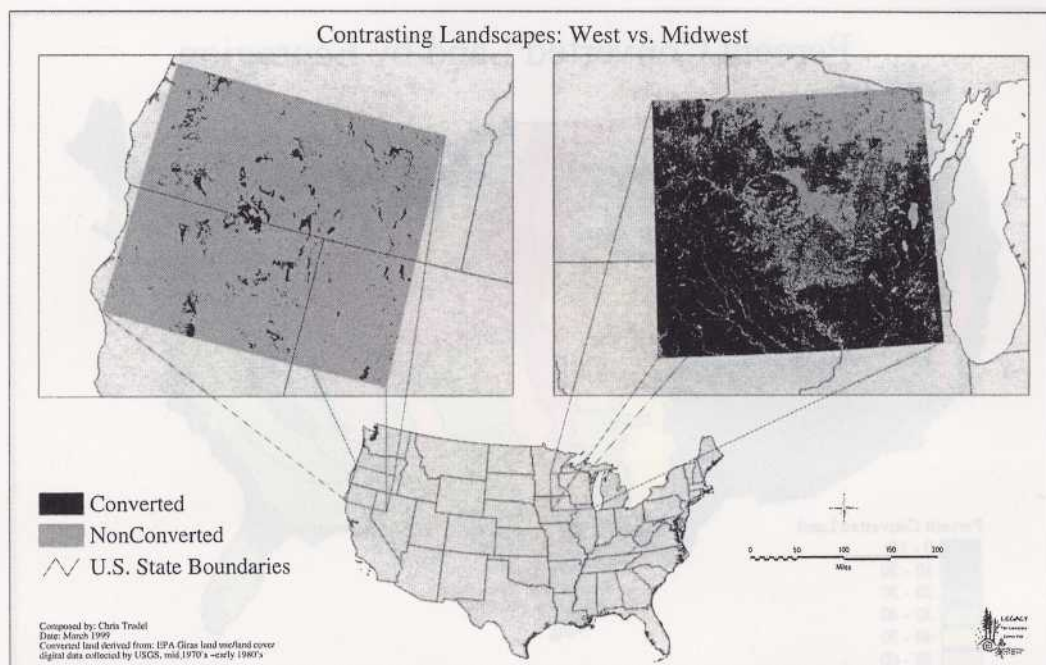 Contrasting Landscapes: West vs. Midwest
Converted
NonConverted
U.S. State Boundaries
0 50 100 150 200
Miles
Composed by: Chris Trudel
Date: March 1999
Converted land derived from: EPA Giras land use/land cover
digital data collected by USGS, mid 1970's -early 1980's
LEGACY